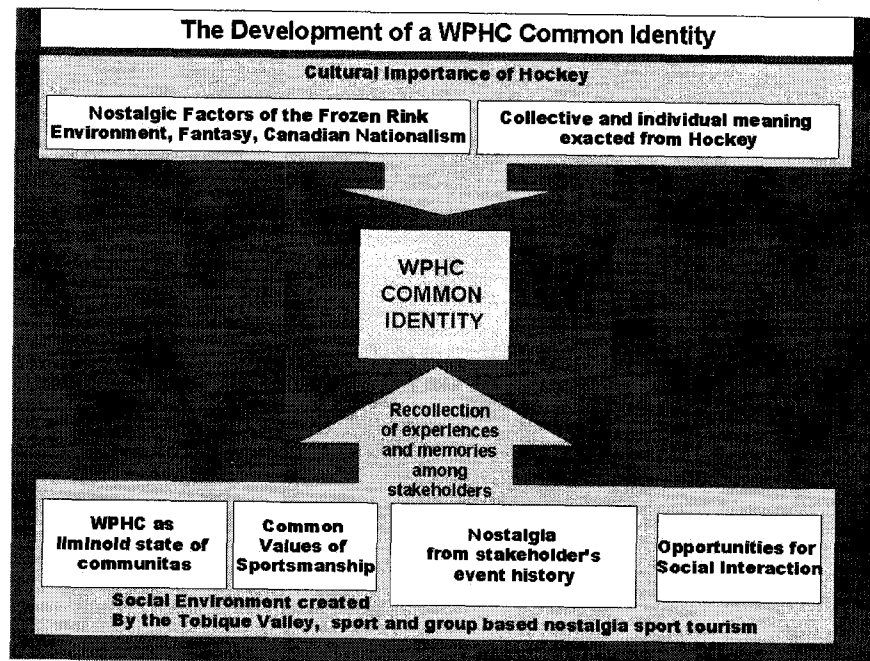 The Development of a WPHC Common Identity
Cultural Importance of Hockey
Nostalgic Factors of the Frozen Rink
Environment, Fantasy, Canadian Nationalism
Collective and individual meaning
exacted from Hockey
WPHC
COMMON
IDENTITY
Recollection
of experiences
and memories
among
stakeholders
WPHC as
liminoid state of
communitas
Common
Values of
Sportsmanship
Nostalgia
from stakeholder's
event history
Opportunities for
Social Interaction
Social Environment created
By the Tobique Valley, sport and group based nostalgia sport tourism